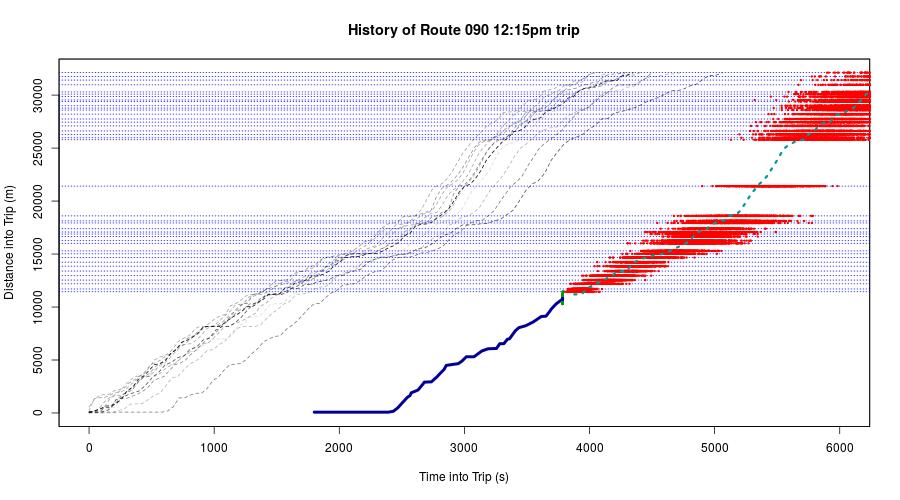 History of Route 090 12:15pm trip
Distance into Trip (m)
30000
25000
20000
15000
10000
5000
0
0 1000 2000 3000 4000 5000 6000
Time into Trip (s)